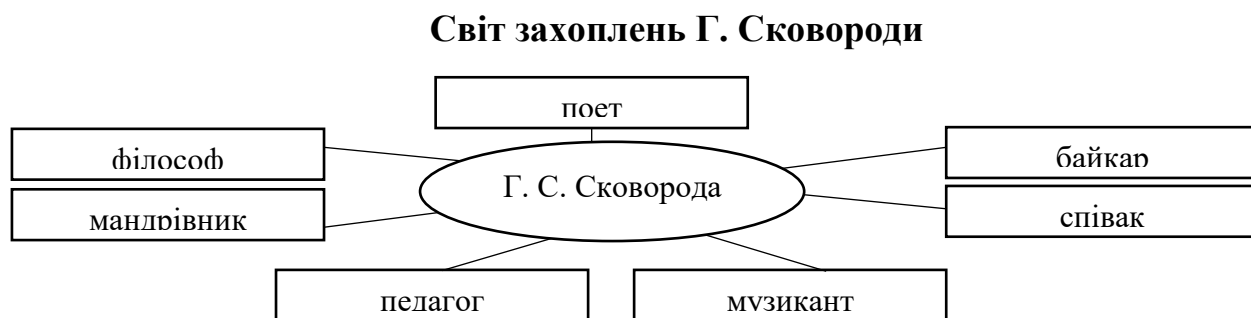 Світ захоплень Г. Сковороди
поет
філософ
байкар
Г. С. Сковорода
мандрівник
співак
педагог
музикант